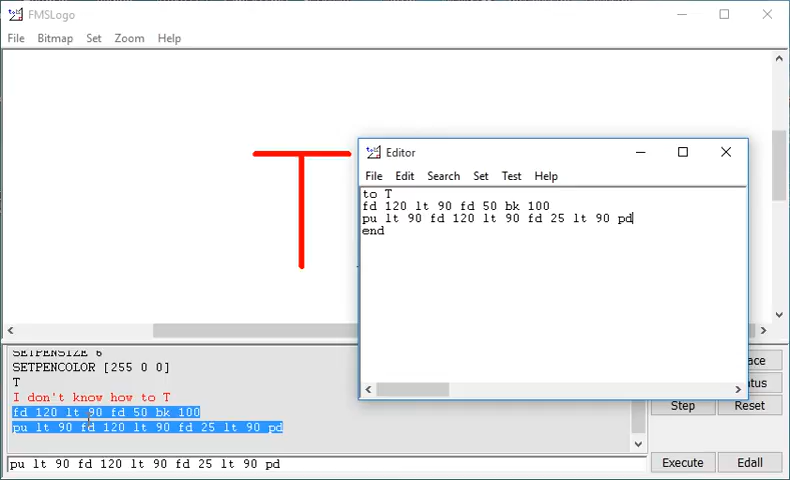 FMSLogo
File Bitmap Set Zoom Help
Editor
File Edit Search Set Test Help
to T
fd 120 lt 90 fd 50 bk 100
pu lt 90 fd 120 lt 90 fd 25 lt 90 pd
end
SETPENSIZE 6
SETPENCOLOR [255 0 0]
T
I don't know how to T
fd 120 lt 90 fd 50 bk 100
pu lt 90 fd 120 lt 90 fd 25 lt 90 pd
Step Reset
pu lt 90 fd 120 lt 90 fd 25 lt 90 pd
Execute Edall